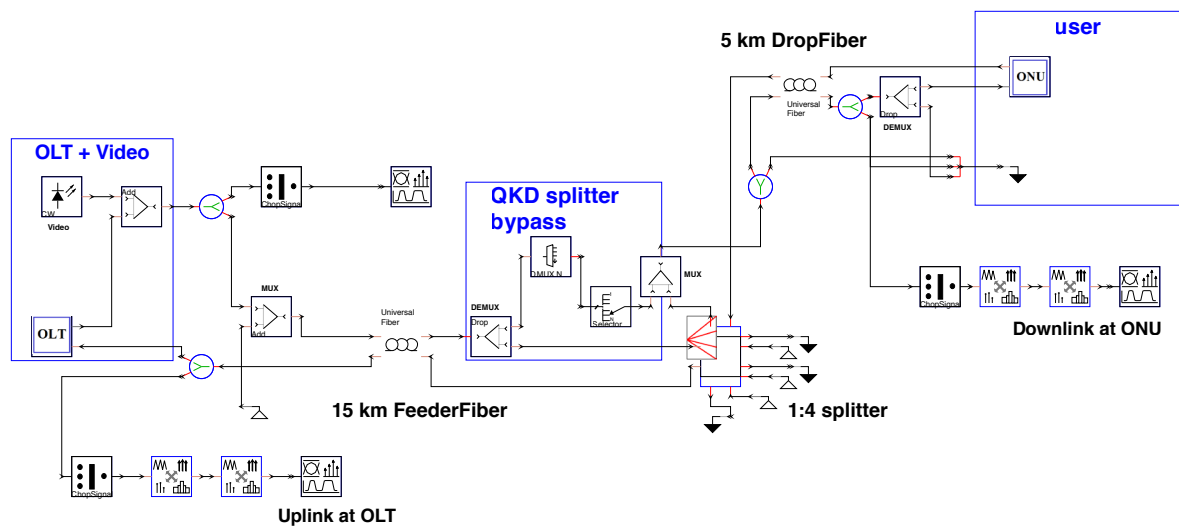 5 km DropFiber
user
ONU
Universal
Fiber
Drop
DEMUX
OLT + Video
Add
CW
Video
ChopSignal
QKD splitter
bypass
DMUX N
MUX
Selector
MUX
Add
Universal
Fiber
DEMUX
Drop
OLT
ChopSignal
Downlink at ONU
15 km FeederFiber
1:4 splitter
ChopSignal
Uplink at OLT